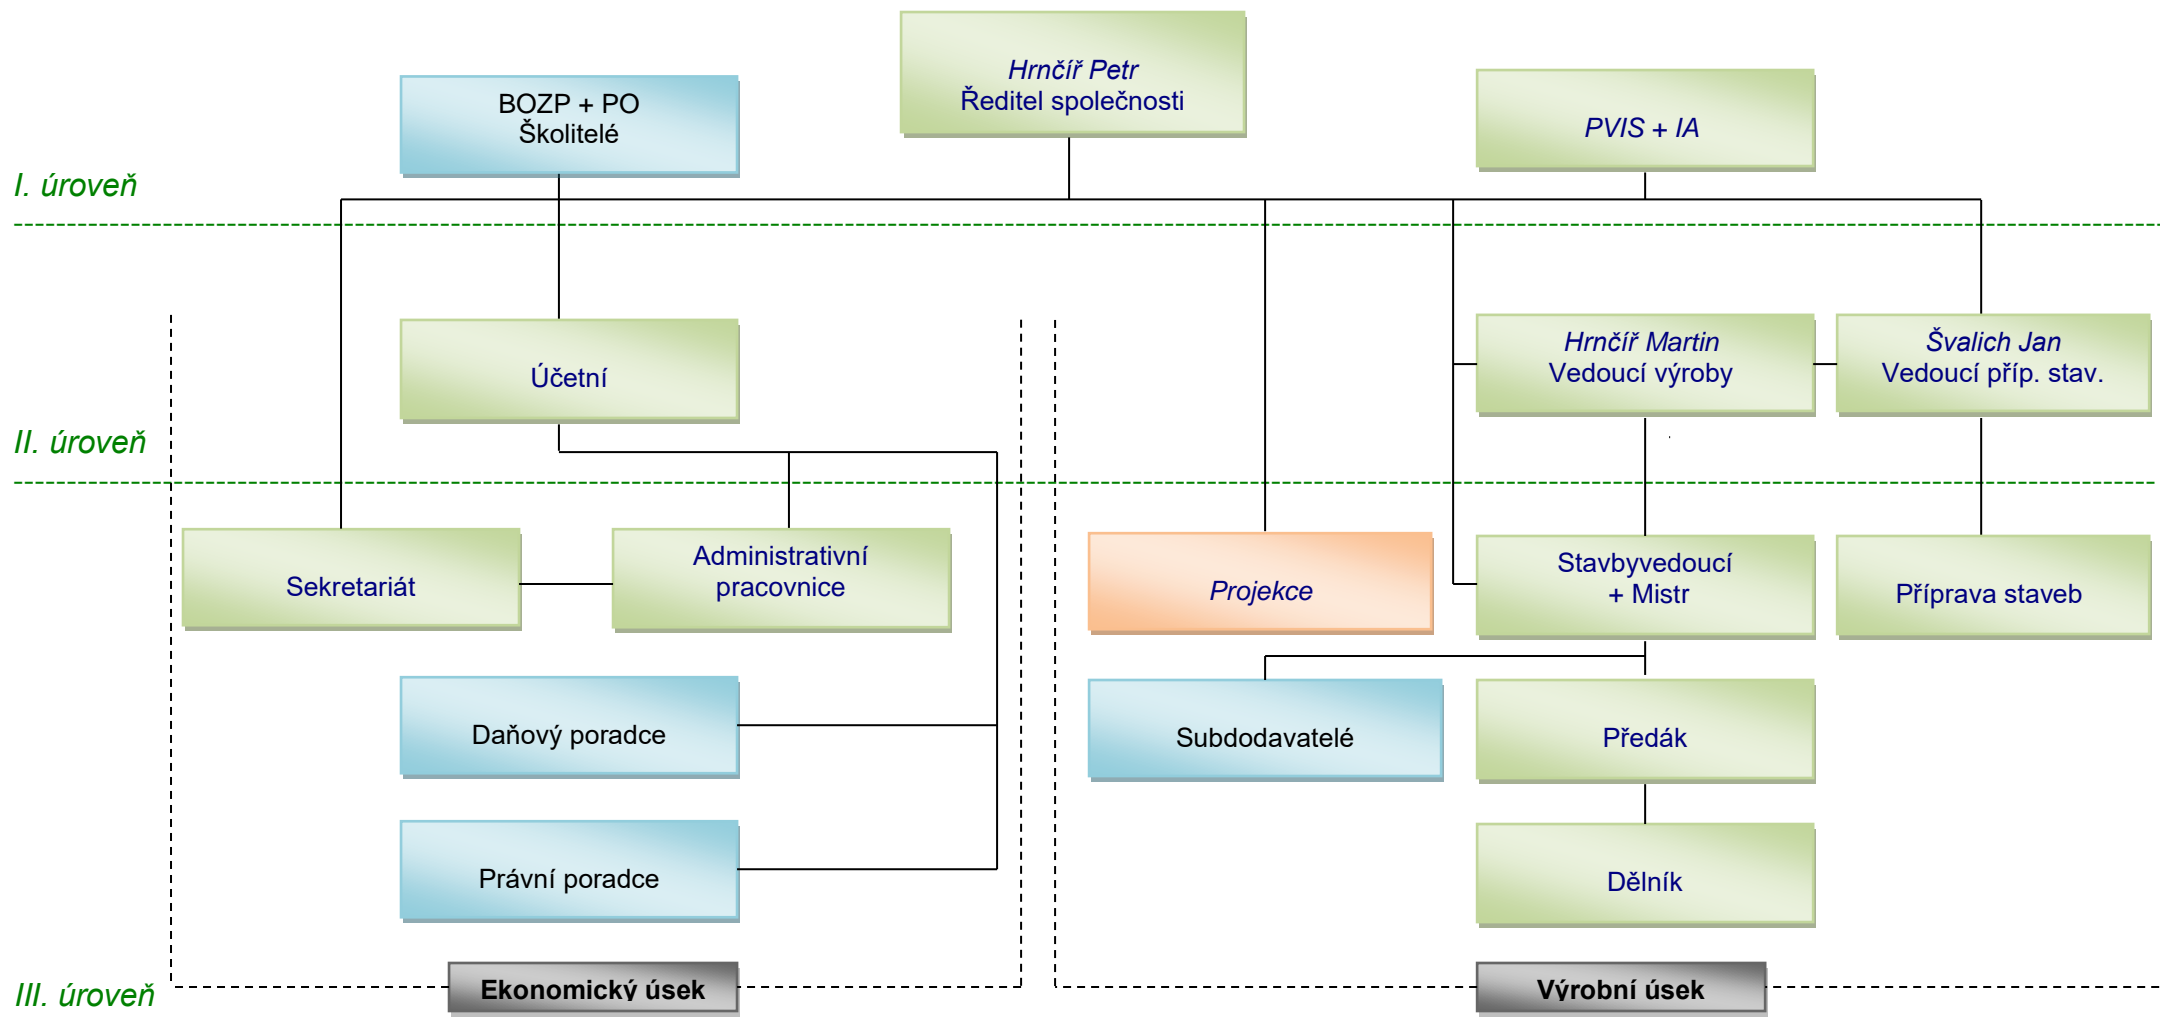 Hrnčíř Petr
Ředitel společnosti
BOZP + PO
Školitelé
PVIS + IA
I. úroveň
Účetní
Hrnčíř Martin
Vedoucí výroby
Švalich Jan
Vedoucí příp. stav.
II. úroveň
Sekretariát
Administrativní
pracovnice
Projekce
Stavbyvedoucí
+ Mistr
Příprava staveb
Daňový poradce
Subdodavatelé
Předák
Právní poradce
Dělník
III. úroveň
Ekonomický úsek
Výrobní úsek